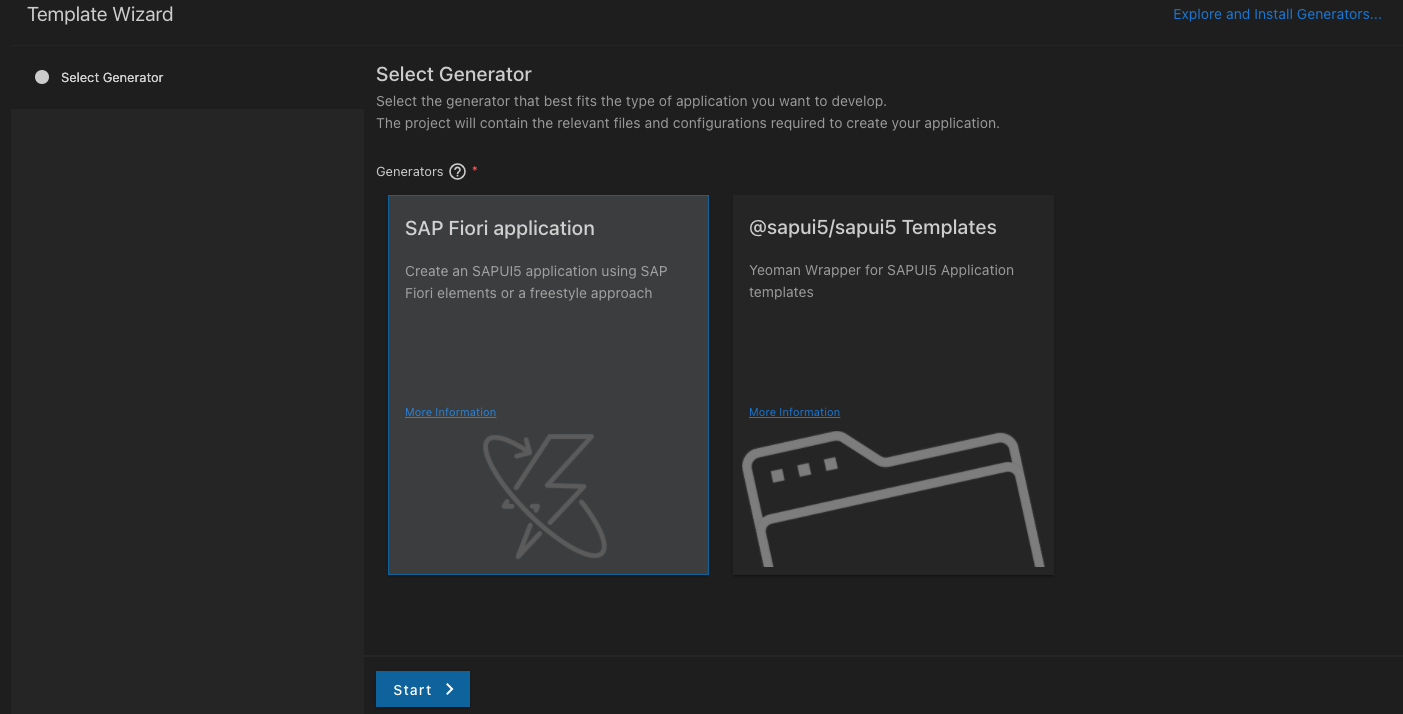 Template Wizard
Explore and Install Generators...
Select Generator
Select Generator
Select the generator that best fits the type of application you want to develop.
The project will contain the relevant files and configurations required to create your application.
Generators ? *
SAP Fiori application
Create an SAPUI5 application using SAP
Fiori elements or a freestyle approach
More Information
@sapui5/sapui5 Templates
Yeoman Wrapper for SAPUI5 Application
templates
More Information
Start